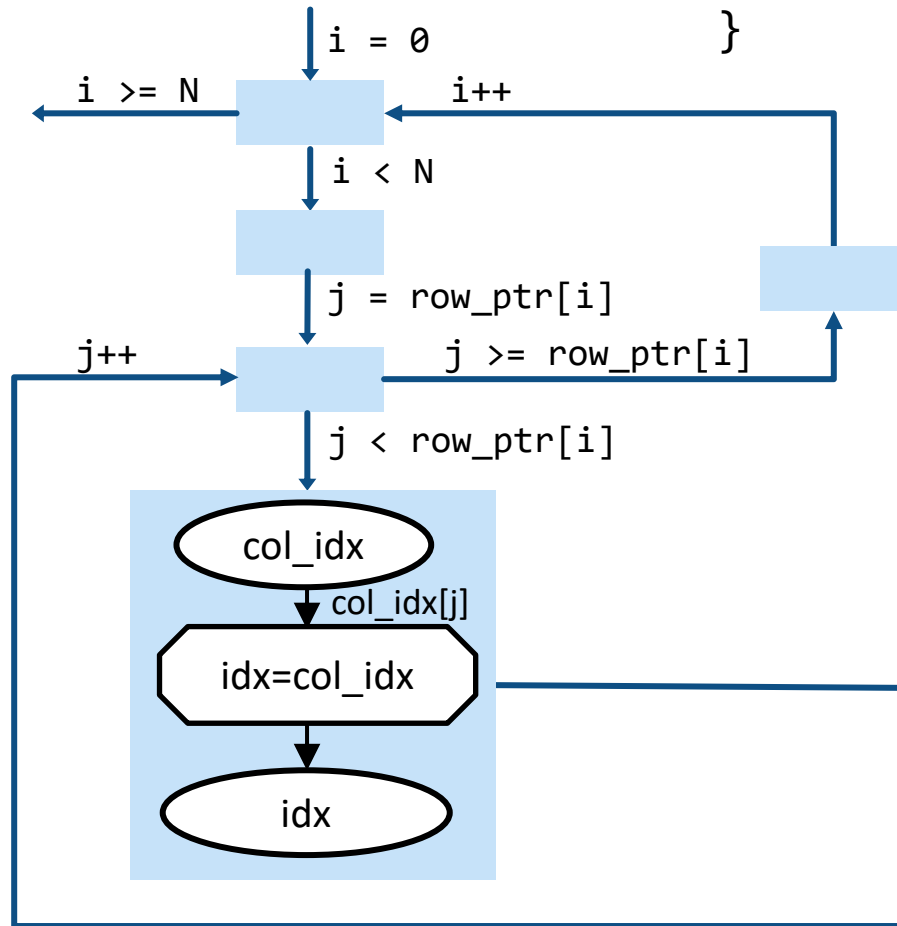 i = 0
}
i >= N
i++
i < N
j = row_ptr[i]
j++
j >= row_ptr[i]
j < row_ptr[i]
col_idx
col_idx[j]
idx=col_idx
idx